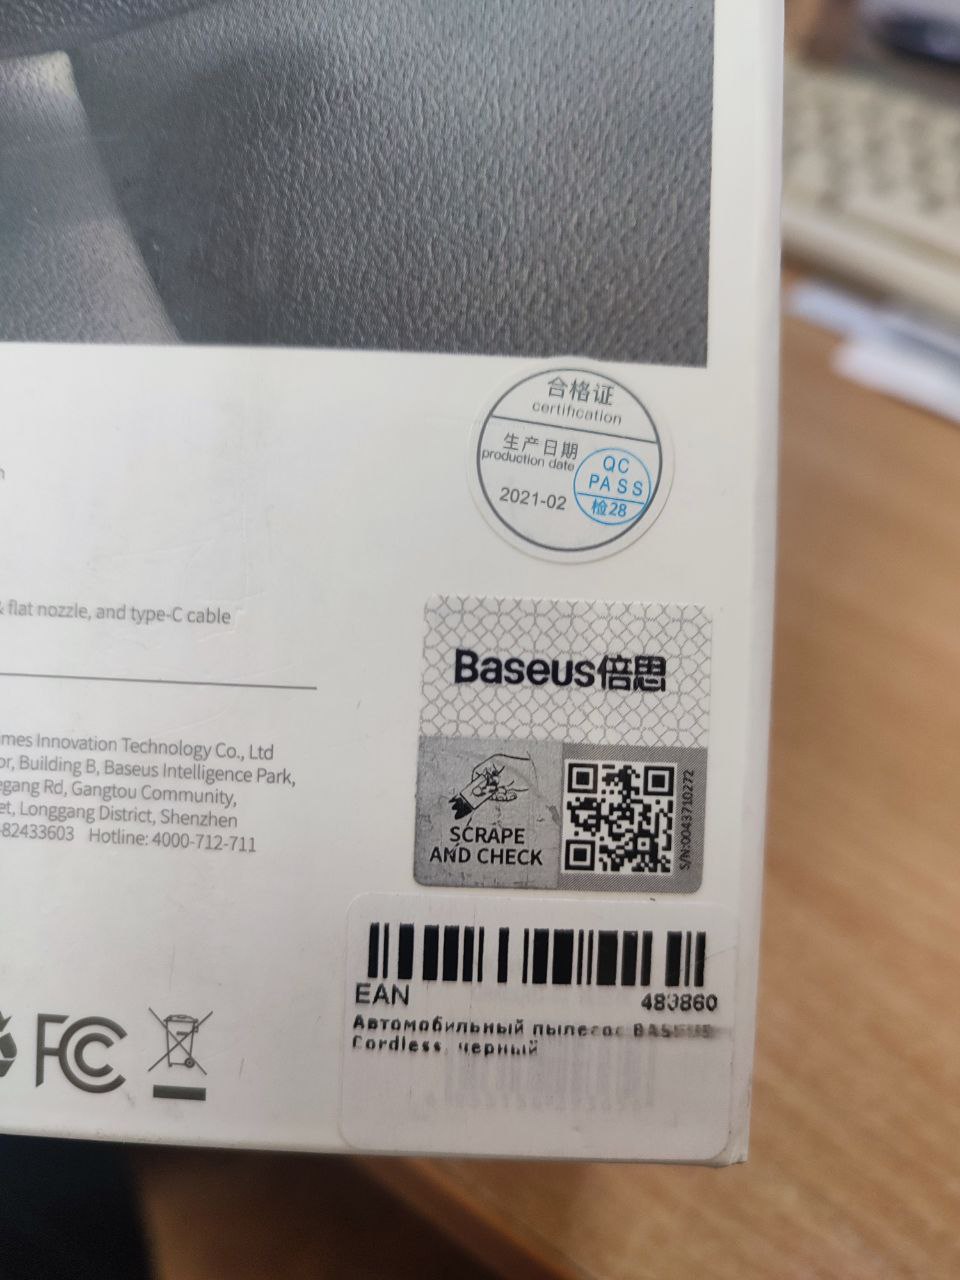 合格证
certification
生产日期
production date
2021-02
QC
PASS
检28
& flat nozzle, and type-C cable
Baseus倍思
imes Innovation Technology Co., Ltd
or, Building B, Baseus Intelligence Park,
egang Rd, Gangtou Community,
et, Longgang District, Shenzhen
-82433603 Hotline: 4000-712-711
SCRAPE
AND CHECK
S/N:0043710272
EAN
Автомобильный пылесос BASEUS
Cordless, черный
FC